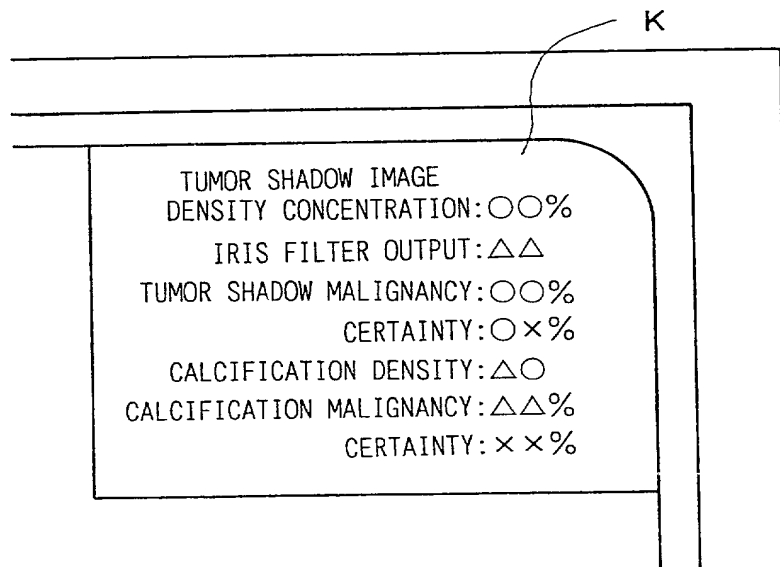 K
TUMOR SHADOW IMAGE
DENSITY CONCENTRATION:○○%
IRIS FILTER OUTPUT:△△
TUMOR SHADOW MALIGNANCY:○○%
CERTAINTY:○×%
CALCIFICATION DENSITY:△○
CALCIFICATION MALIGNANCY:△△%
CERTAINTY:××%